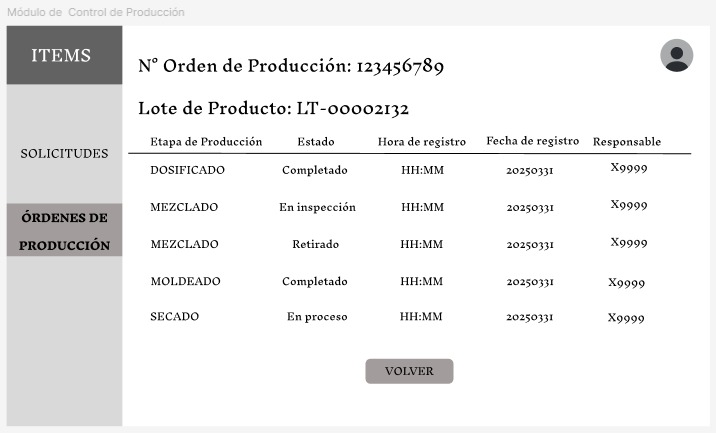 Módulo de Control de Producción
ITEMS
N° Orden de Producción: 123456789
Lote de Producto: LT-00002132
SOLICITUDES
ÓRDENES DE
PRODUCCIÓN
Etapa de Producción Estado Hora de registro Fecha de registro Responsable
DOSIFICADO Completado HH:MM 20250331 X9999
MEZCLADO En inspección HH:MM 20250331 X9999
MEZCLADO Retirado HH:MM 20250331 X9999
MOLDEADO Completado HH:MM 20250331 X9999
SECADO En proceso HH:MM 20250331 X9999
VOLVER